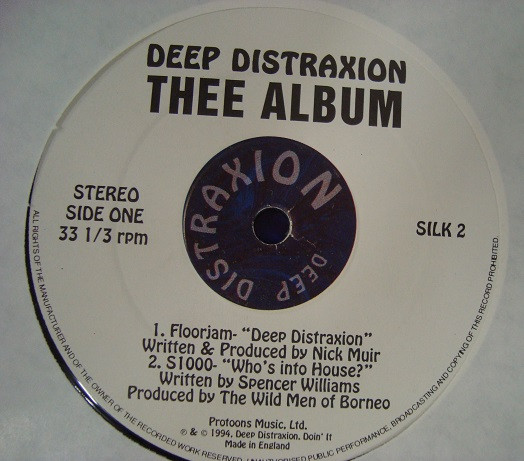 DEEP DISTRAXION
THEE ALBUM
STEREO
SIDE ONE
33 1/3 rpm
SILK 2
DEEP DISTRAXION
1. Floorjam- “Deep Distraxion”
Written & Produced by Nick Muir
2. S1000- “Who's into House?”
Written by Spencer Williams
Produced by The Wild Men of Borneo
Protoons Music, Ltd.
℗ & © 1994, Deep Distraxion, Doin' It
Made in England
ALL RIGHTS OF THE MANUFACTURER AND OF THE OWNER OF THE RECORDED WORK RESERVED. UNAUTHORISED PUBLIC PERFORMANCE, BROADCASTING AND COPYING OF THIS RECORD PROHIBITED.